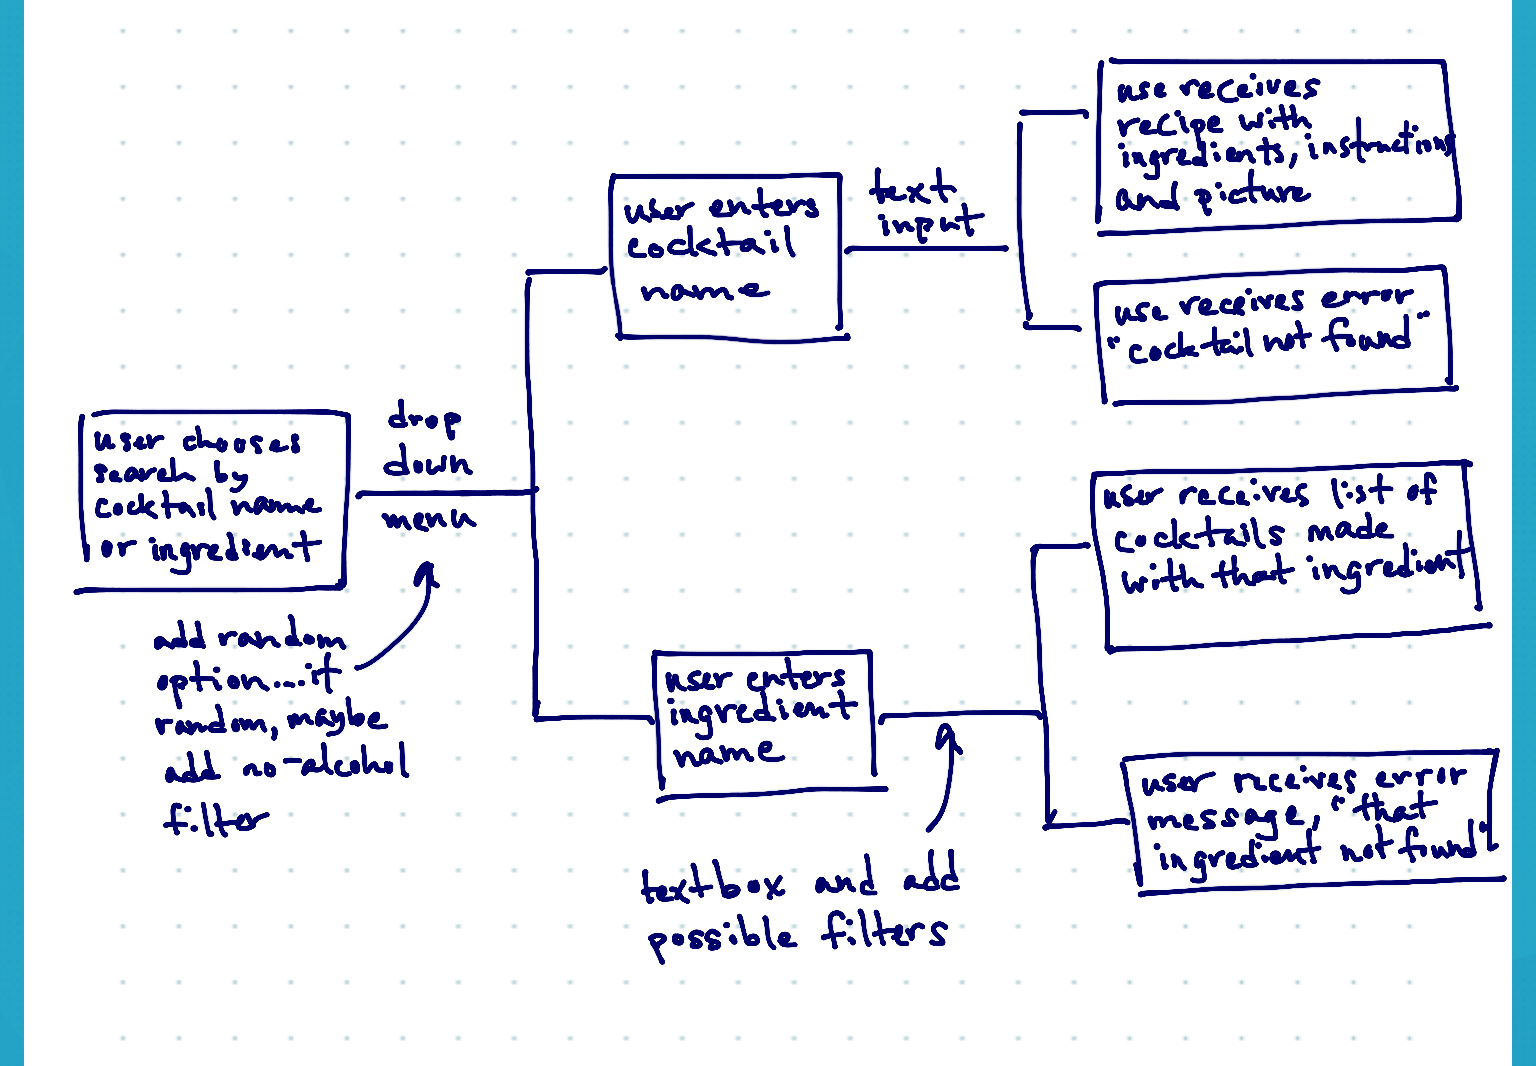 user chooses
search by
cocktail name
or ingredient
drop
down
menu
add random
option...if
random, maybe
add no-alcohol
filter
user enters
cocktail
name
text
input
use receives
recipe with
ingredients, instructions
and picture
use receives error
"cocktail not found"
user enters
ingredient
name
textbox and add
possible filters
user receives list of
cocktails made
with that ingredient
user receives error
message, "that
ingredient not found"